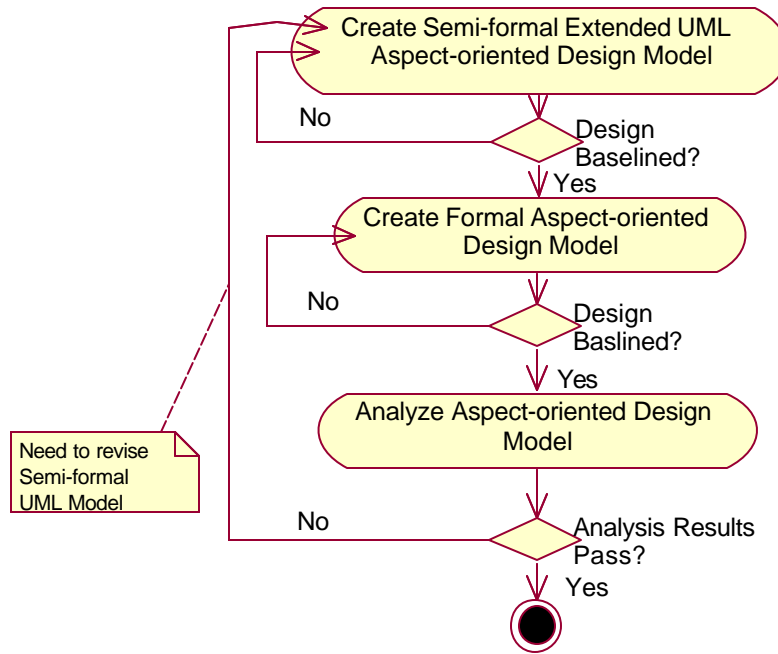 Create Semi-formal Extended UML
Aspect-oriented Design Model
No
Design
Baselined?
Yes
Create Formal Aspect-oriented
Design Model
No
Design
Baslined?
Yes
Analyze Aspect-oriented Design
Model
Need to revise
Semi-formal
UML Model
No
Analysis Results
Pass?
Yes